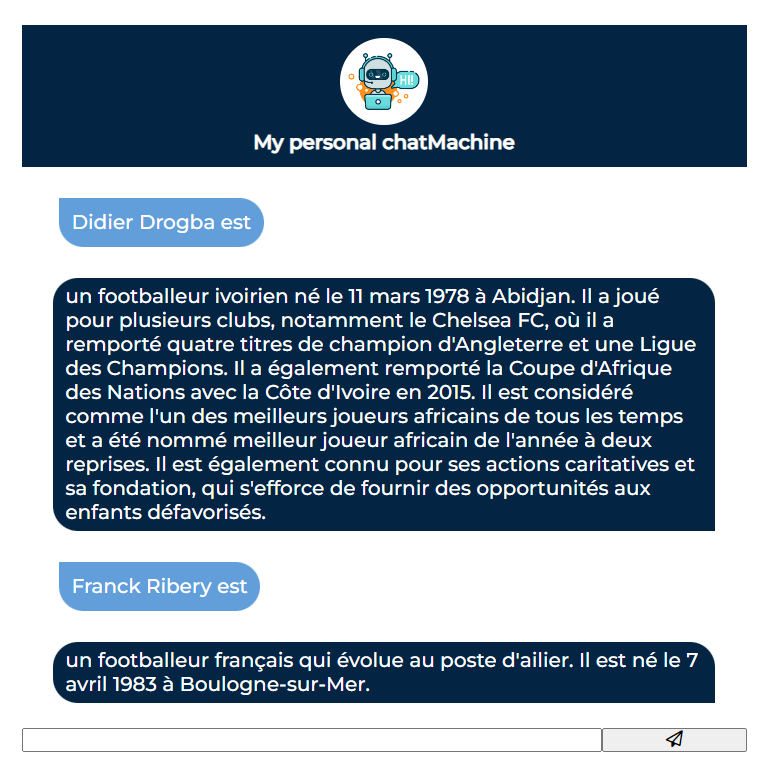 HI!
My personal chatMachine
Didier Drogba est
un footballeur ivoirien né le 11 mars 1978 à Abidjan. Il a joué
pour plusieurs clubs, notamment le Chelsea FC, où il a
remporté quatre titres de champion d'Angleterre et une Ligue
des Champions. Il a également remporté la Coupe d'Afrique
des Nations avec la Côte d'Ivoire en 2015. Il est considéré
comme l'un des meilleurs joueurs africains de tous les temps
et a été nommé meilleur joueur africain de l'année à deux
reprises. Il est également connu pour ses actions caritatives et
sa fondation, qui s'efforce de fournir des opportunités aux
enfants défavorisés.
Franck Ribery est
un footballeur français qui évolue au poste d'ailier. Il est né le 7
avril 1983 à Boulogne-sur-Mer.